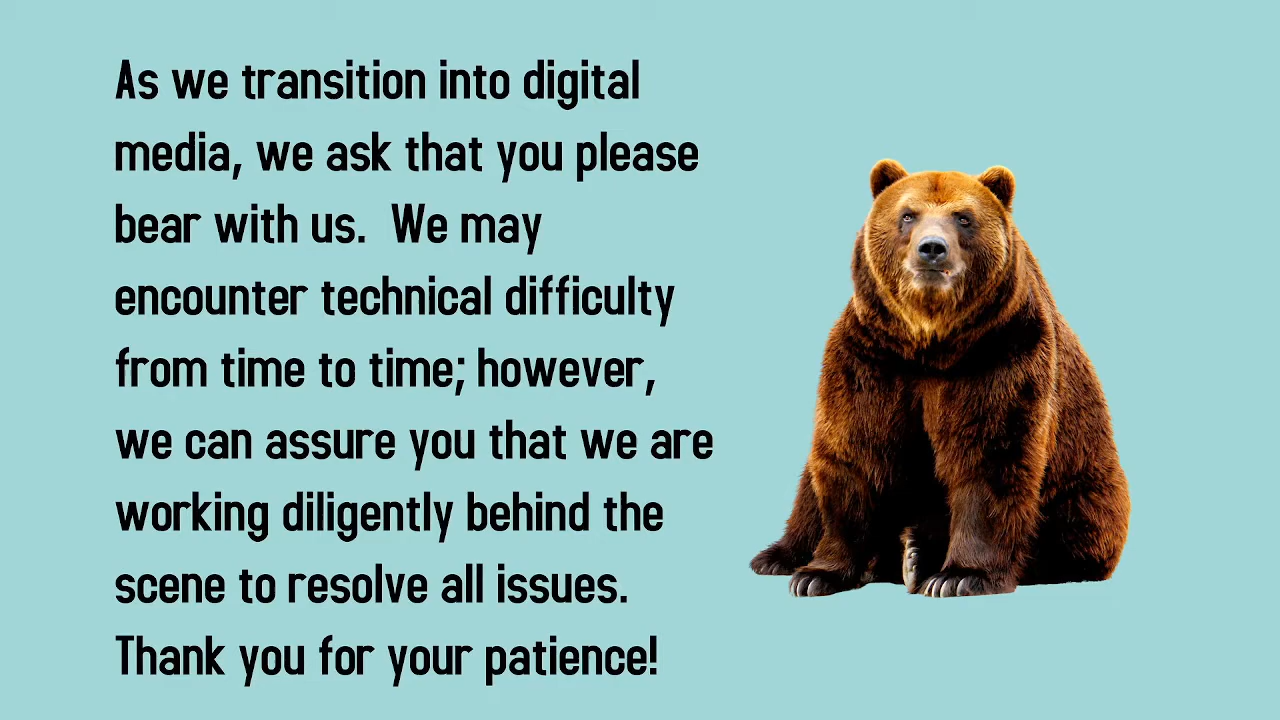 As we transition into digital
media, we ask that you please
bear with us.  We may
encounter technical difficulty
from time to time; however,
we can assure you that we are
working diligently behind the
scene to resolve all issues.
Thank you for your patience!